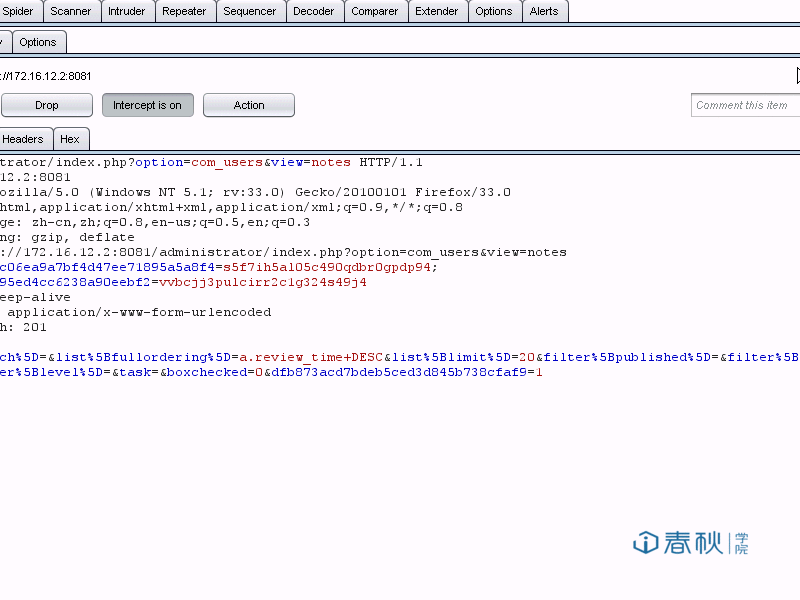 Spider Scanner Intruder Repeater Sequencer Decoder Comparer Extender Options Alerts
Options
://172.16.12.2:8081
Drop Intercept is on Action Comment this item
Headers Hex
trator/index.php?option=com_users&view=notes HTTP/1.1
12.2:8081
ozilla/5.0 (Windows NT 5.1; rv:33.0) Gecko/20100101 Firefox/33.0
html,application/xhtml+xml,application/xml;q=0.9,*/*;q=0.8
ge: zh-cn,zh;q=0.8,en-us;q=0.5,en;q=0.3
ng: gzip, deflate
://172.16.12.2:8081/administrator/index.php?option=com_users&view=notes
c06ea9a7bf4d47ee71895a5a8f4=s5f7ih5al05c490qdbr0gpdp94;
95ed4cc6238a90eebf2=vvbcjj3pulcirr2c1g324s49j4
eep-alive
application/x-www-form-urlencoded
h: 201
ch%5D=&list%5Bfullordering%5D=a.review_time+DESC&list%5Blimit%5D=20&filter%5Bpublished%5D=&filter%5B
er%5Blevel%5D=&task=&boxchecked=0&dfb873acd7bdeb5ced3d845b738cfaf9=1
春秋学院